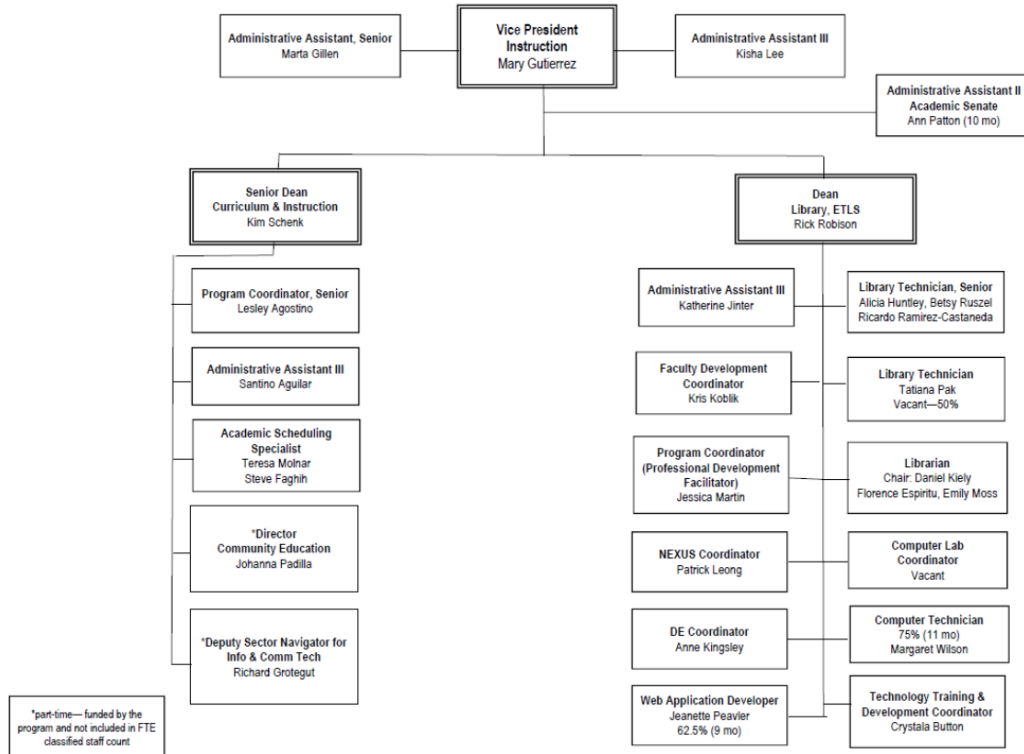 Administrative Assistant, Senior
Marta Gillen
Vice President
Instruction
Mary Gutierrez
Administrative Assistant III
Kisha Lee
Administrative Assistant II
Academic Senate
Ann Patton (10 mo)
Senior Dean
Curriculum & Instruction
Kim Schenk
Dean
Library, ETLS
Rick Robison
Program Coordinator, Senior
Lesley Agostino
Administrative Assistant III
Santino Aguilar
Academic Scheduling
Specialist
Teresa Molnar
Steve Faghih
*Director
Community Education
Johanna Padilla
*Deputy Sector Navigator for
Info & Comm Tech
Richard Grotegut
Administrative Assistant III
Katherine Jinter
Library Technician, Senior
Alicia Huntley, Betsy Ruszel
Ricardo Ramirez-Castaneda
Faculty Development
Coordinator
Kris Koblik
Library Technician
Tatiana Pak
Vacant—50%
Program Coordinator
(Professional Development
Facilitator)
Jessica Martin
Librarian
Chair: Daniel Kiely
Florence Espiritu, Emily Moss
NEXUS Coordinator
Patrick Leong
Computer Lab
Coordinator
Vacant
DE Coordinator
Anne Kingsley
Computer Technician
75% (11 mo)
Margaret Wilson
Web Application Developer
Jeanette Peavler
62.5% (9 mo)
Technology Training &
Development Coordinator
Crystala Button
*part-time— funded by the
program and not included in FTE
classified staff count